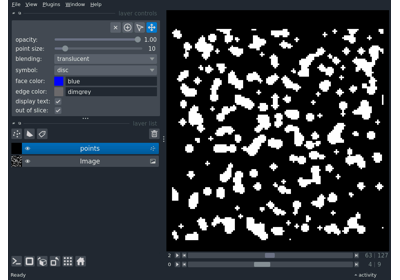 File View Plugins Window Help
layer controls
opacity: 1.00
point size: 10
blending: translucent
symbol: disc
face color: blue
edge color: dimgrey
display text:
out of slice:
layer list
points
Image
2 63 127
0 4 9
Ready activity